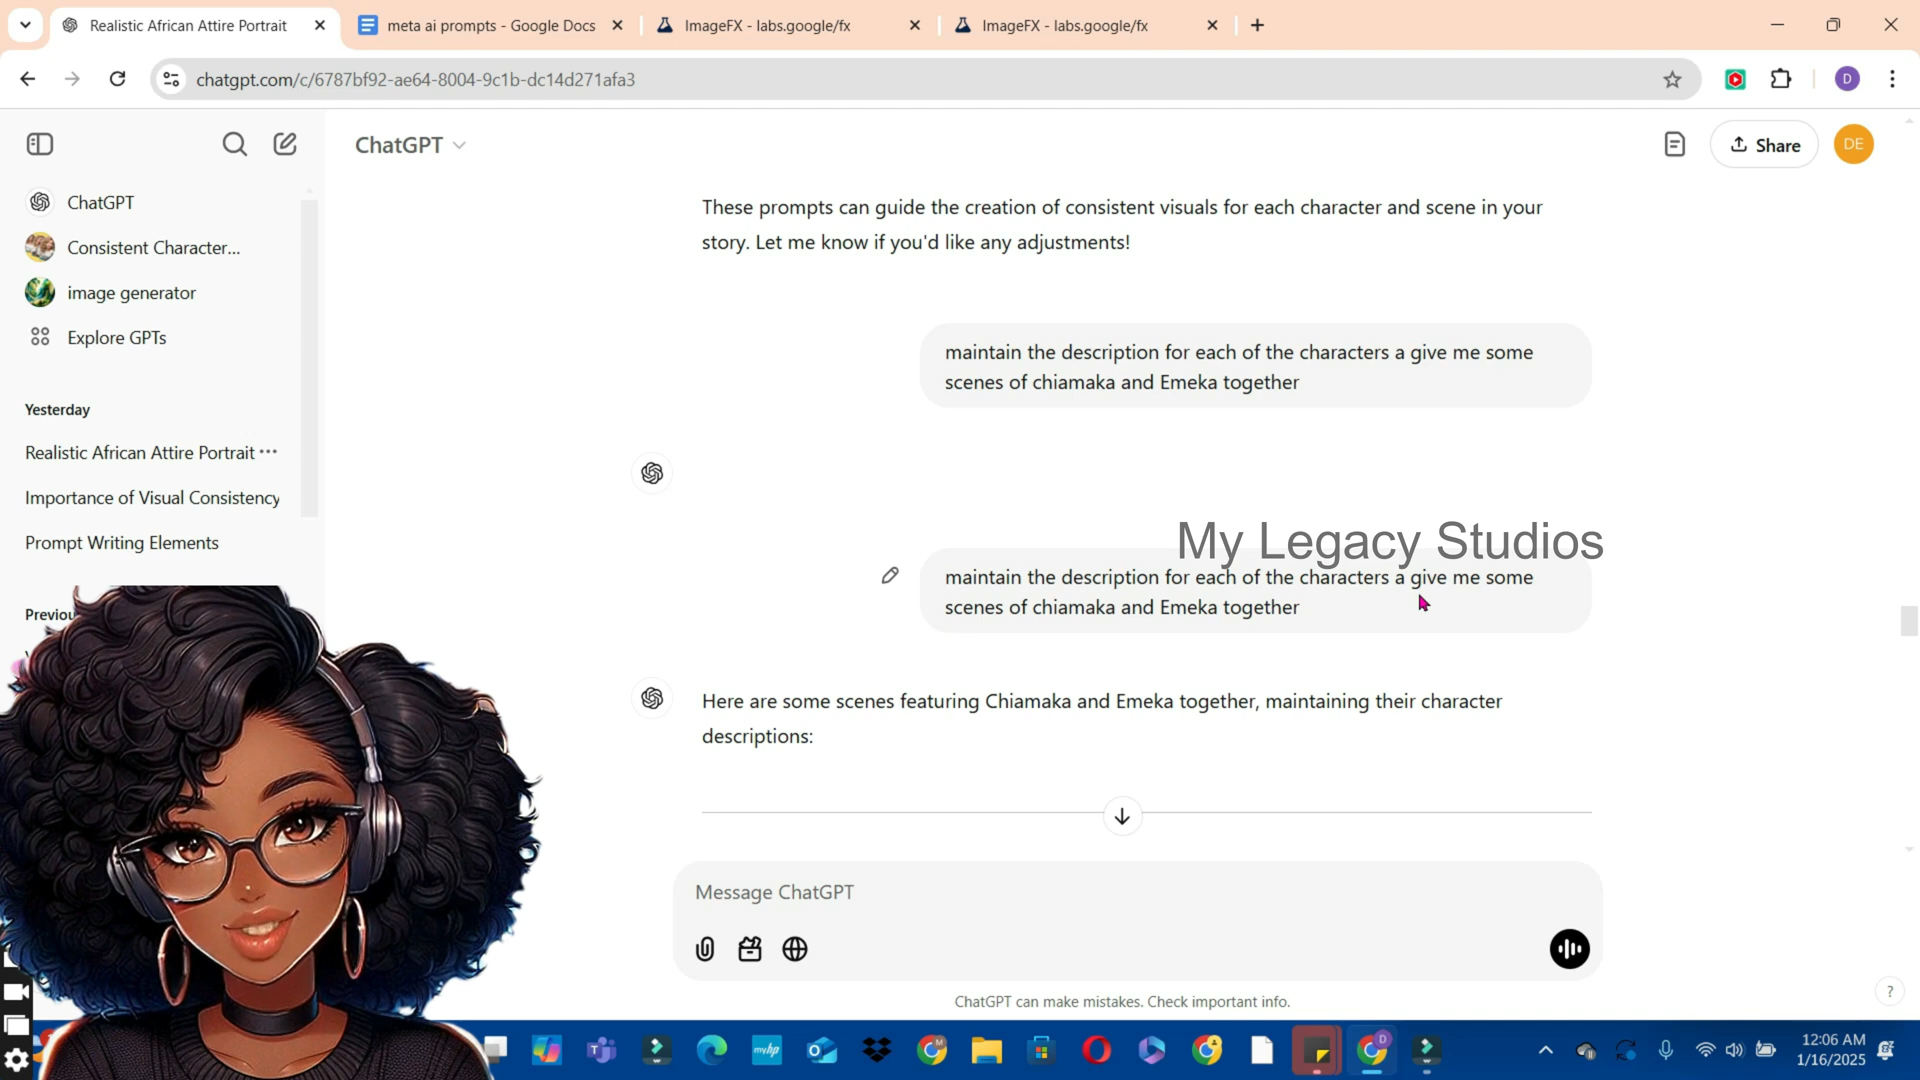 Realistic African Attire Portrait
meta ai prompts - Google Docs
ImageFX - labs.google/fx
ImageFX - labs.google/fx
chatgpt.com/c/6787bf92-ae64-8004-9c1b-dc14d271afa3
D
ChatGPT
Share
DE
ChatGPT
Consistent Character...
image generator
Explore GPTs
Yesterday
Realistic African Attire Portrait
Importance of Visual Consistency
Prompt Writing Elements
These prompts can guide the creation of consistent visuals for each character and scene in your
story. Let me know if you'd like any adjustments!
maintain the description for each of the characters a give me some
scenes of chiamaka and Emeka together
My Legacy Studios
maintain the description for each of the characters a give me some
scenes of chiamaka and Emeka together
Here are some scenes featuring Chiamaka and Emeka together, maintaining their character
descriptions:
Message ChatGPT
ChatGPT can make mistakes. Check important info.
?
myhp
12:06 AM
1/16/2025